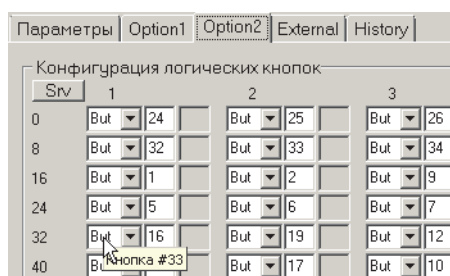 Параметры Option1 Option2 External History
Конфигурация логических кнопок
Srv 1 2 3
0 But 24 But 25 But 26
8 But 32 But 33 But 34
16 But 1 But 2 But 9
24 But 5 But 6 But 7
32 But 16 But 19 But 12
Кнопка #33
40 But 17 But 10